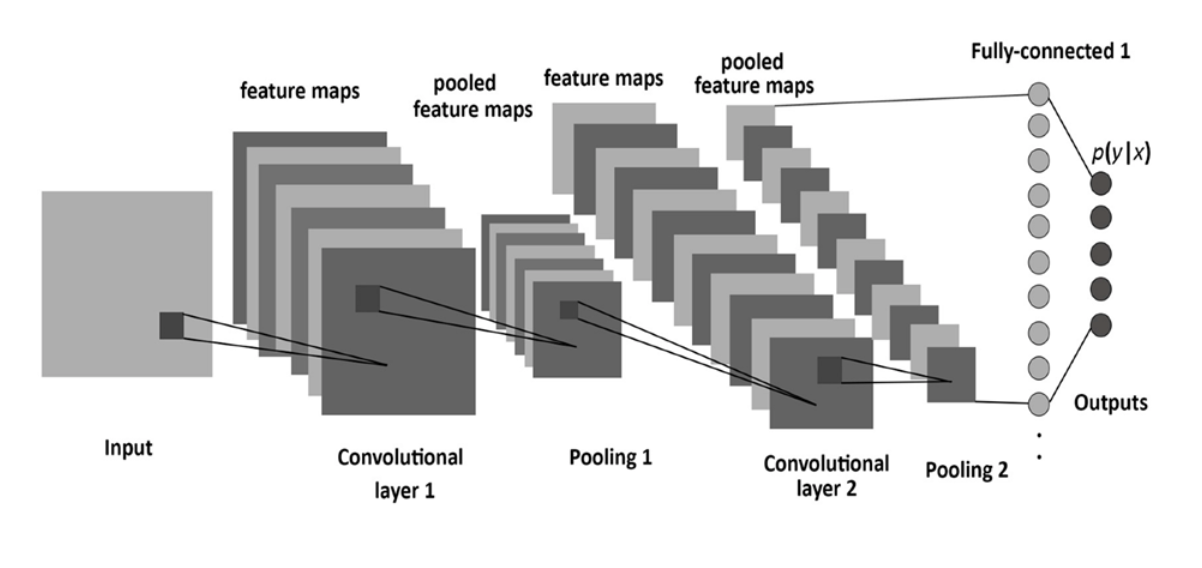 feature maps
pooled
feature maps
feature maps
pooled
feature maps
Fully-connected 1
p(y|x)
Input
Convolutional
layer 1
Pooling 1
Convolutional
layer 2
Pooling 2
Outputs